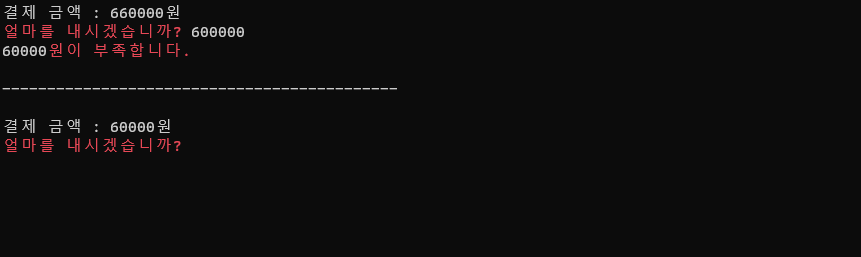 결제 금액 : 660000원
얼마를 내시겠습니까? 600000
60000원이 부족합니다.
--------------------------------------------
결제 금액 : 60000원
얼마를 내시겠습니까?